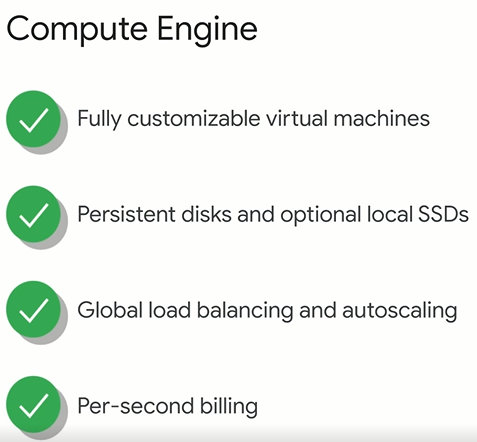 Compute Engine
Fully customizable virtual machines
Persistent disks and optional local SSDs
Global load balancing and autoscaling
Per-second billing